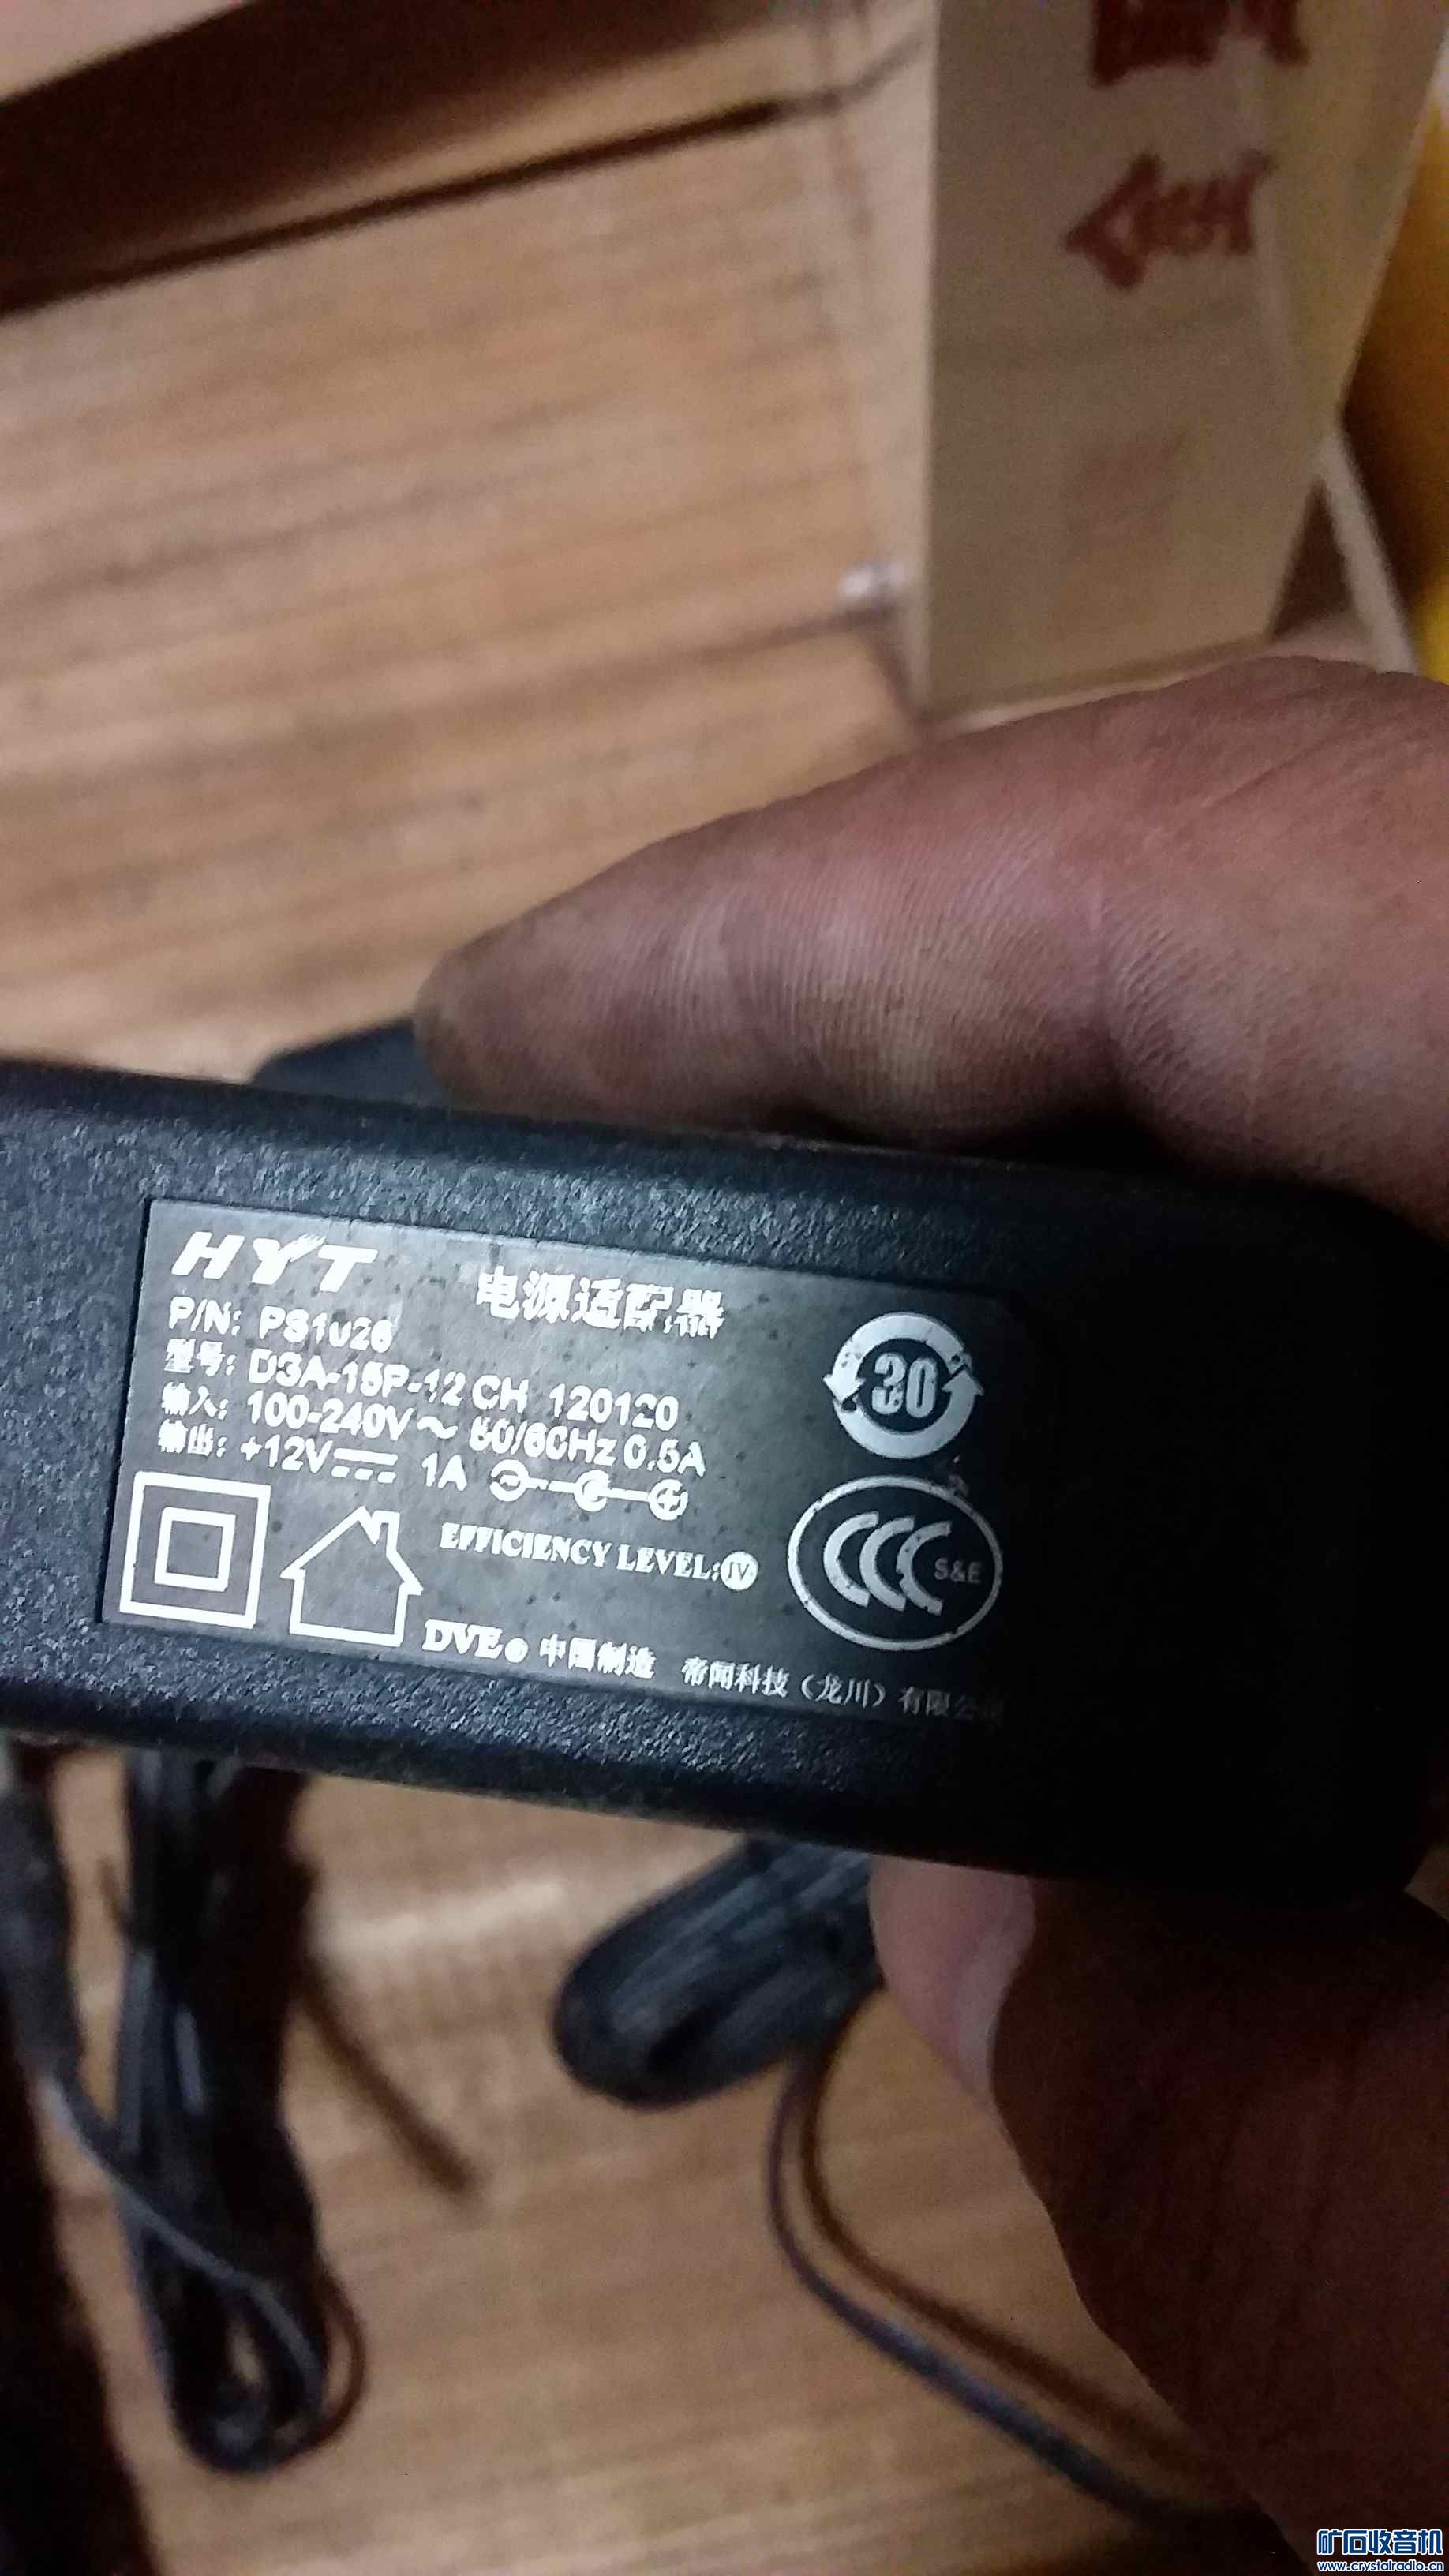 HYT 电源适配器
P/N: PS1026
型号: D3A-15P-12 CH 120120
输入: 100-240V～ 50/60Hz 0.5A
输出: +12V 1A
30
EFFICIENCY LEVEL: IV
CCC S&E
DVE 中国制造 帝闻科技（龙川）有限公司
矿石收音机
www.crystalradio.cn